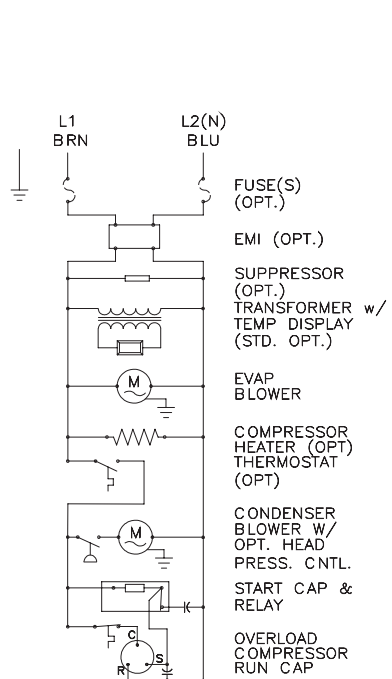 L1
L2(N)
BRN
BLU
FUSE(S)
(OPT.)
EMI (OPT.)
SUPPRESSOR
(OPT.)
TRANSFORMER w/
TEMP DISPLAY
(STD. OPT.)
M
EVAP
BLOWER
COMPRESSOR
HEATER (OPT)
THERMOSTAT
(OPT)
CONDENSER
M
BLOWER W/
OPT. HEAD
PRESS. CNTL.
START CAP &
RELAY
C
OVERLOAD
COMPRESSOR
S
RUN CAP
R